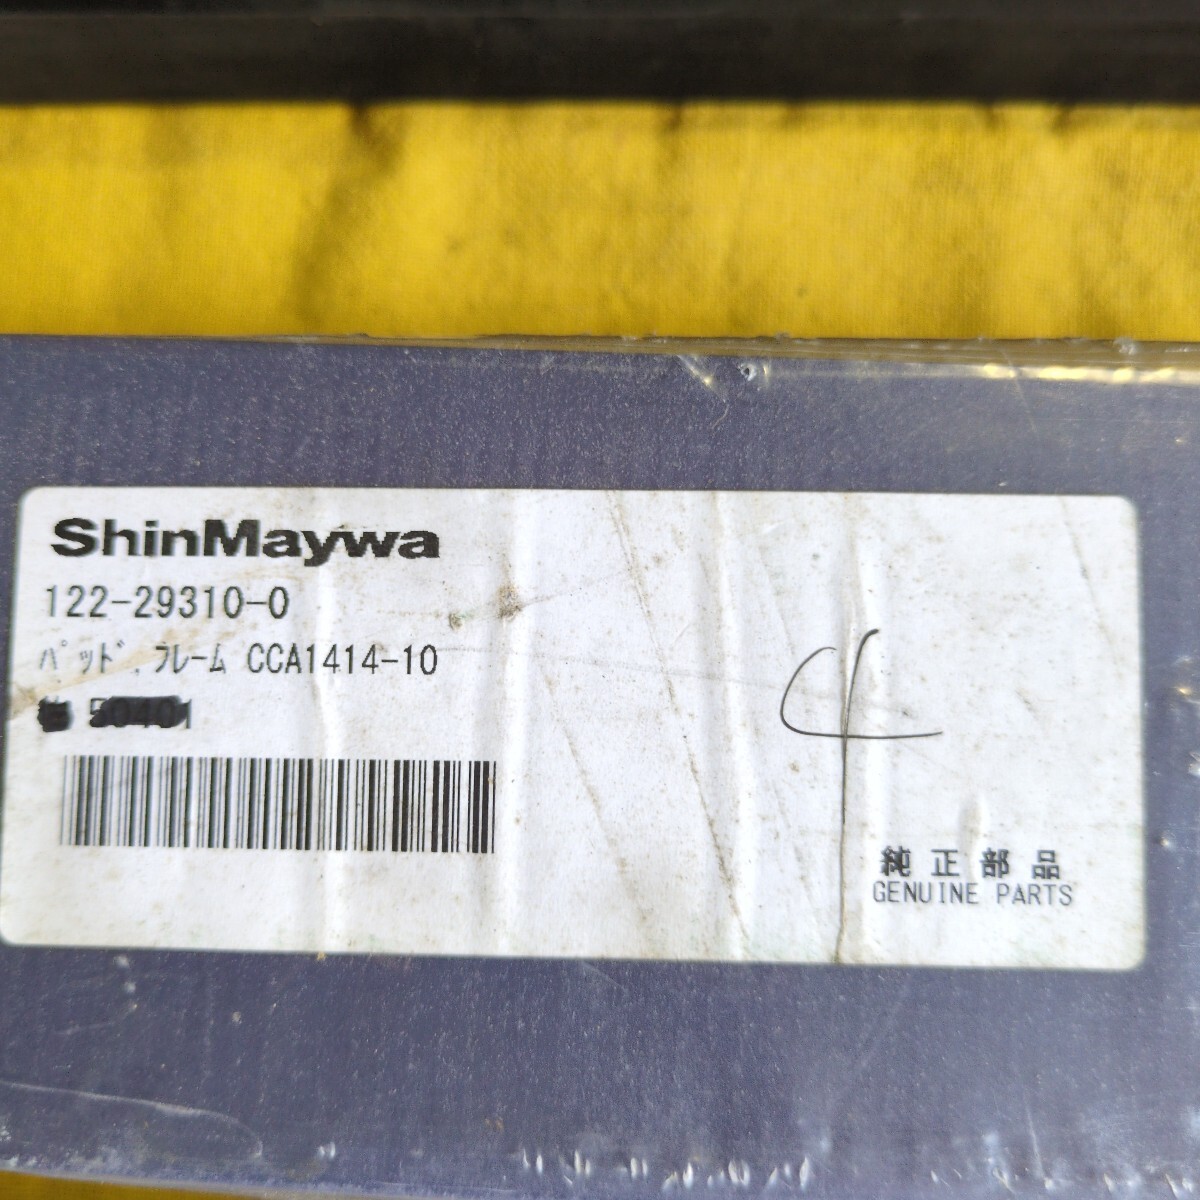 ShinMaywa
122-29310-0
ﾊﾟｯﾄﾞ.ﾌﾚｰﾑ CCA1414-10
4
純正部品
GENUINE PARTS